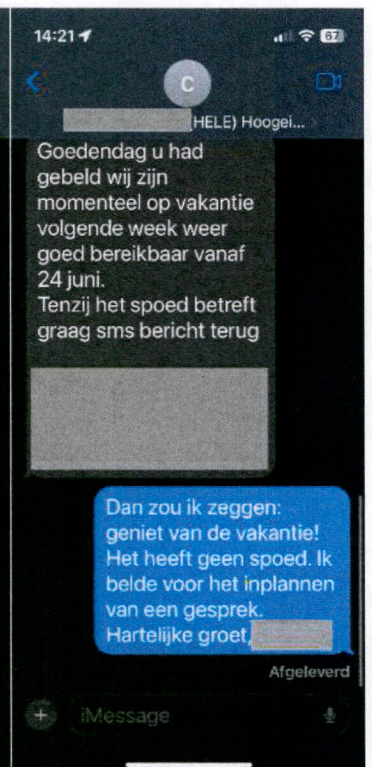 14:21
67
C
(HELE) Hoogei...
Goedendag u had
gebeld wij zijn
momenteel op vakantie
volgende week weer
goed bereikbaar vanaf
24 juni.
Tenzij het spoed betreft
graag sms bericht terug
Dan zou ik zeggen:
geniet van de vakantie!
Het heeft geen spoed. Ik
belde voor het inplannen
van een gesprek.
Hartelijke groet,
Afgeleverd
iMessage